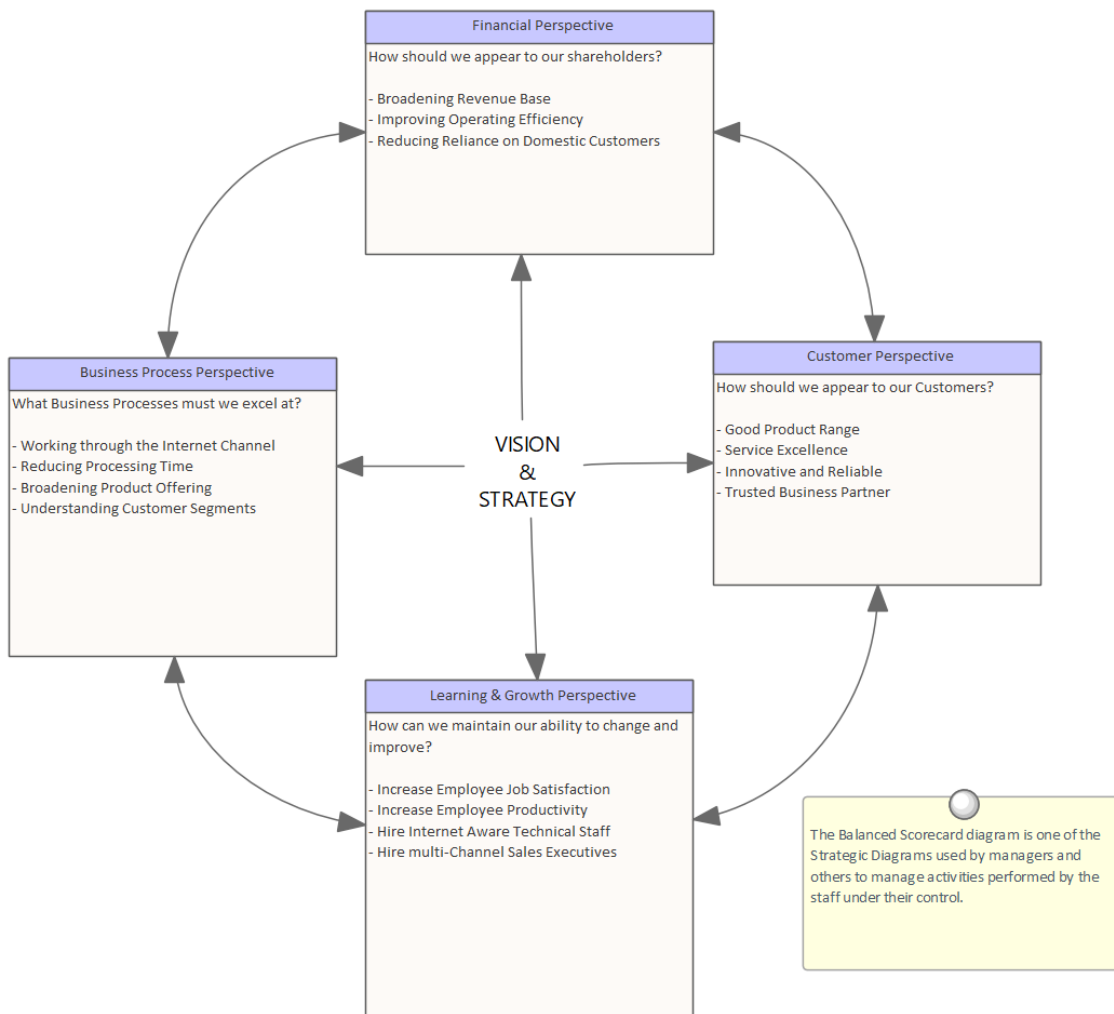 Financial Perspective
How should we appear to our shareholders?
- Broadening Revenue Base
- Improving Operating Efficiency
- Reducing Reliance on Domestic Customers
Business Process Perspective
What Business Processes must we excel at?
- Working through the Internet Channel
- Reducing Processing Time
- Broadening Product Offering
- Understanding Customer Segments
VISION
&
STRATEGY
Customer Perspective
How should we appear to our Customers?
- Good Product Range
- Service Excellence
- Innovative and Reliable
- Trusted Business Partner
Learning & Growth Perspective
How can we maintain our ability to change and
improve?
- Increase Employee Job Satisfaction
- Increase Employee Productivity
- Hire Internet Aware Technical Staff
- Hire multi-Channel Sales Executives
The Balanced Scorecard diagram is one of the
Strategic Diagrams used by managers and
others to manage activities performed by the
staff under their control.